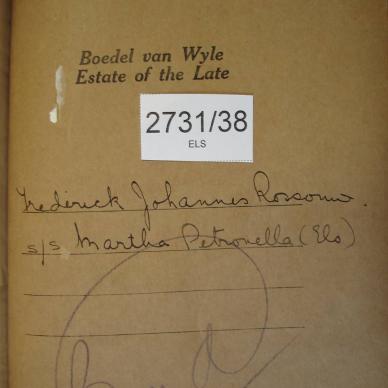 Boedel van Wyle
Estate of the Late
2731/38
ELS
Frederick Johannes Rossouw.
s/s Martha Petronella (Els)